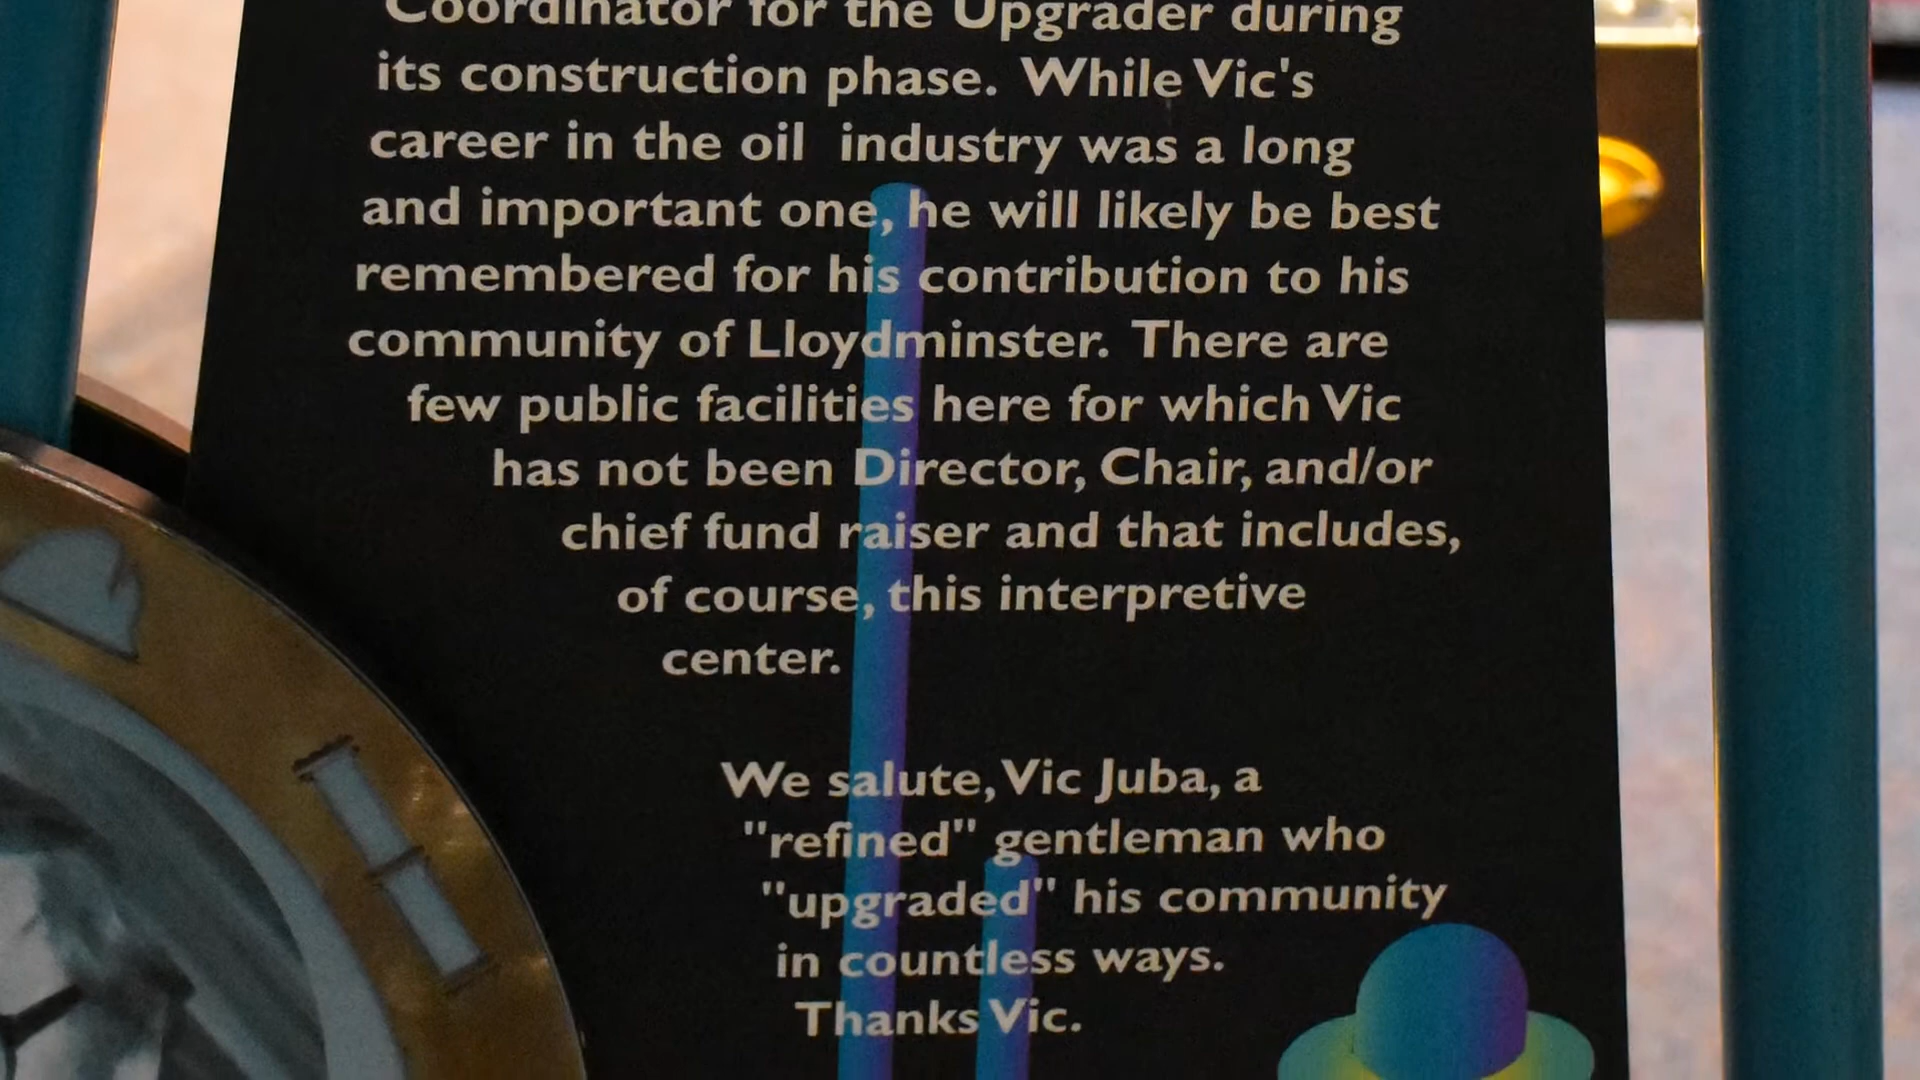 Coordinator for the Upgrader during
its construction phase. While Vic's
career in the oil industry was a long
and important one, he will likely be best
remembered for his contribution to his
community of Lloydminster. There are
few public facilities here for which Vic
has not been Director, Chair, and/or
chief fund raiser and that includes,
of course, this interpretive
center.
We salute, Vic Juba, a
"refined" gentleman who
"upgraded" his community
in countless ways.
Thanks Vic.